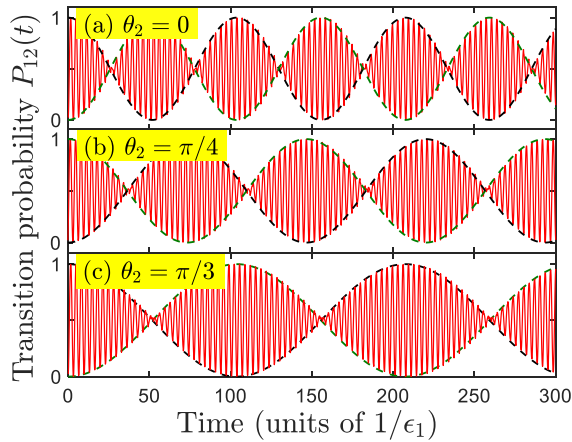 Transition probability P₁₂(t)
(a) θ₂ = 0
1
0
(b) θ₂ = π/4
1
0
(c) θ₂ = π/3
1
0
0 50 100 150 200 250 300
Time (units of 1/ϵ₁)